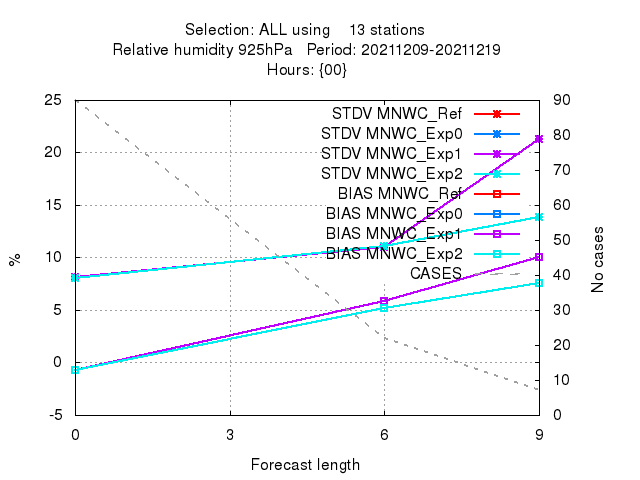 Selection: ALL using 13 stations
Relative humidity 925hPa Period: 20211209-20211219
Hours: {00}
25
20
15
10
5
0
-5
%
90
80
70
60
50
40
30
20
10
0
No cases
STDV MNWC_Ref
STDV MNWC_Exp0
STDV MNWC_Exp1
STDV MNWC_Exp2
BIAS MNWC_Ref
BIAS MNWC_Exp0
BIAS MNWC_Exp1
BIAS MNWC_Exp2
CASES
0 3 6 9
Forecast length